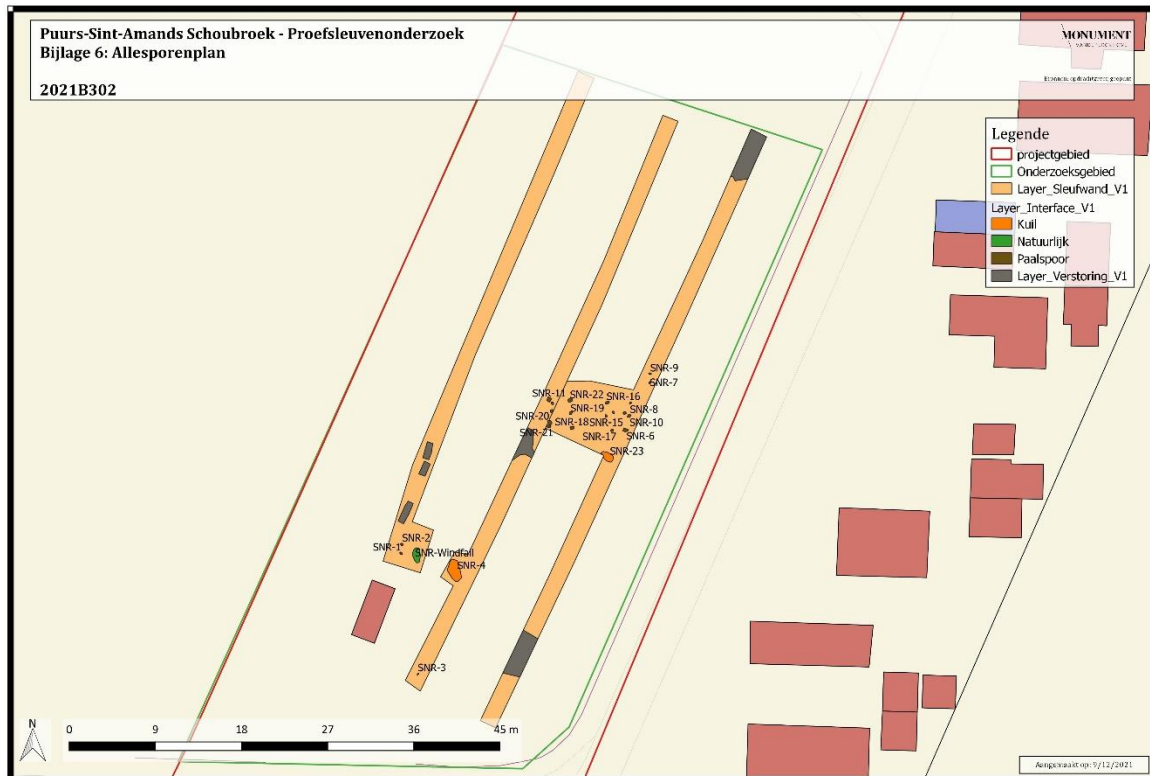 Puurs-Sint-Amands Schoubroek - Proefsleuvenonderzoek
Bijlage 6: Allesporenplan
2021B302
MONUMENT
Legende
projectgebied
Onderzoeksgebied
Layer_Sleufwand_V1
Layer_Interface_V1
Kuil
Natuurlijk
Paalspoor
Layer_Verstoring_V1
SNR-9
SNR-7
SNR-11
SNR-22
SNR-16
SNR-20
SNR-19
SNR-8
SNR-18
SNR-15
SNR-10
SNR-21
SNR-17
SNR-6
SNR-23
SNR-2
SNR-1
SNR-Windfall
SNR-4
SNR-3
N
0 9 18 27 36 45 m
Aangemaakt op: 9/12/2021